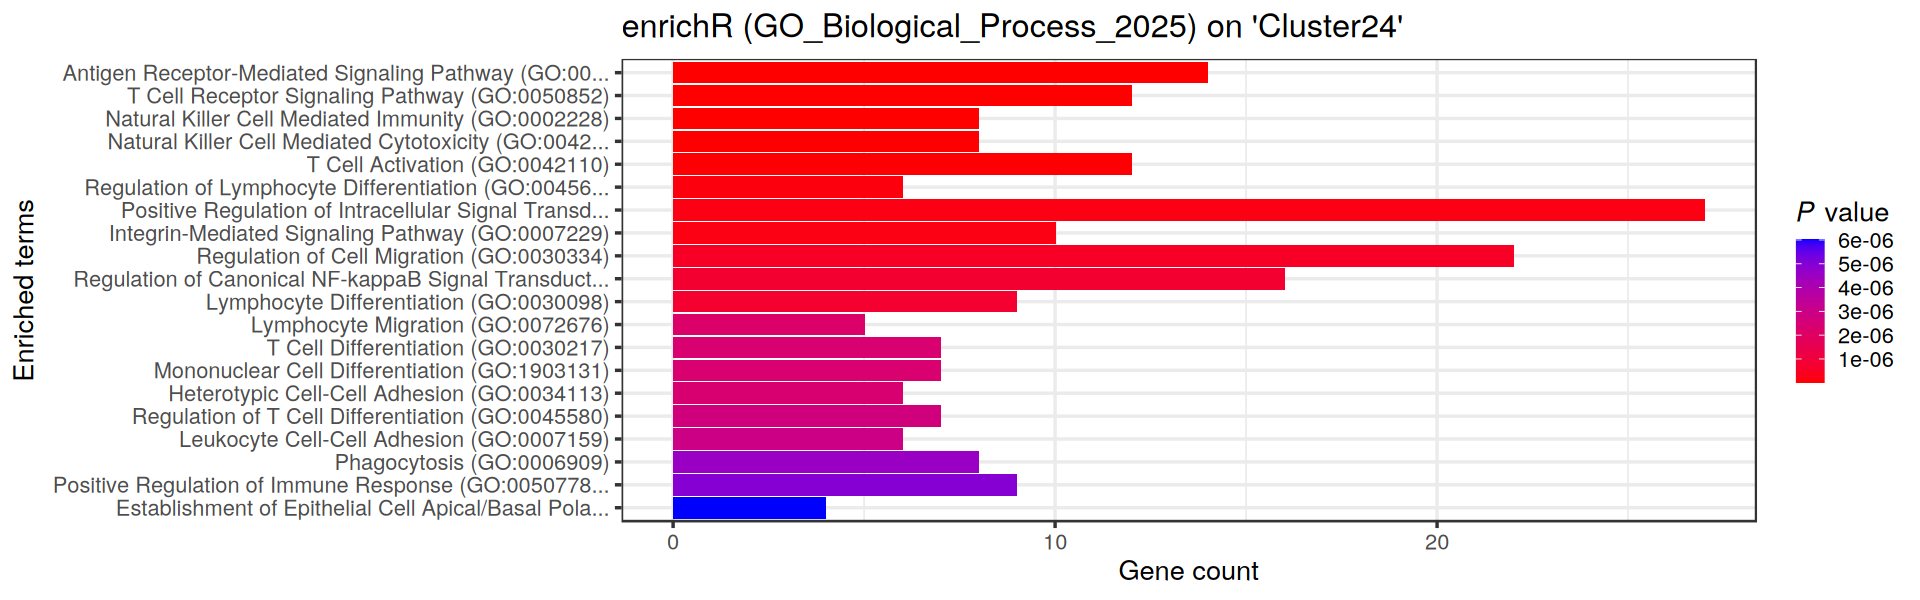 enrichR (GO_Biological_Process_2025) on 'Cluster24'
Antigen Receptor-Mediated Signaling Pathway (GO:00...
T Cell Receptor Signaling Pathway (GO:0050852)
Natural Killer Cell Mediated Immunity (GO:0002228)
Natural Killer Cell Mediated Cytotoxicity (GO:0042...
T Cell Activation (GO:0042110)
Regulation of Lymphocyte Differentiation (GO:00456...
Positive Regulation of Intracellular Signal Transd...
Integrin-Mediated Signaling Pathway (GO:0007229)
Regulation of Cell Migration (GO:0030334)
Regulation of Canonical NF-kappaB Signal Transduct...
Lymphocyte Differentiation (GO:0030098)
Lymphocyte Migration (GO:0072676)
T Cell Differentiation (GO:0030217)
Mononuclear Cell Differentiation (GO:1903131)
Heterotypic Cell-Cell Adhesion (GO:0034113)
Regulation of T Cell Differentiation (GO:0045580)
Leukocyte Cell-Cell Adhesion (GO:0007159)
Phagocytosis (GO:0006909)
Positive Regulation of Immune Response (GO:0050778...
Establishment of Epithelial Cell Apical/Basal Pola...
Enriched terms
0 10 20
Gene count
P value
6e-06
5e-06
4e-06
3e-06
2e-06
1e-06